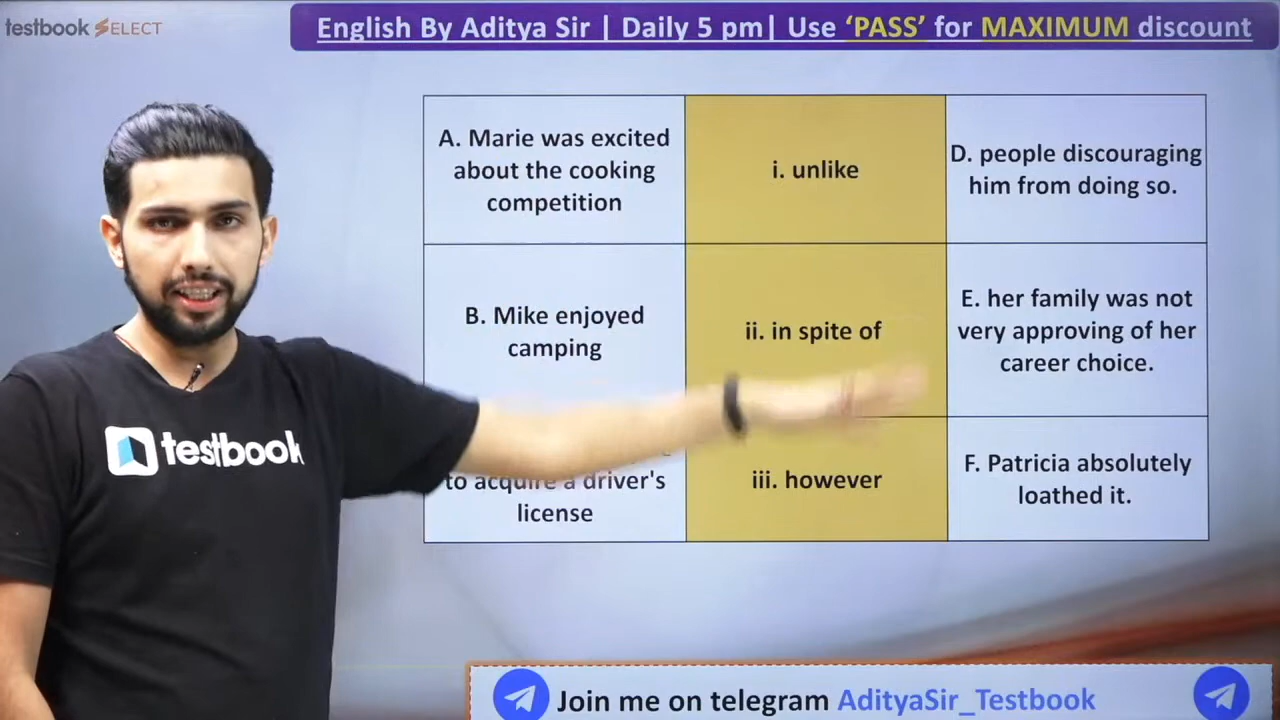 testbook SELECT
English By Aditya Sir | Daily 5 pm| Use ‘PASS’ for MAXIMUM discount
A. Marie was excited
about the cooking
competition
i. unlike
D. people discouraging
him from doing so.
B. Mike enjoyed
camping
ii. in spite of
E. her family was not
very approving of her
career choice.
to acquire a driver's
license
iii. however
F. Patricia absolutely
loathed it.
testbook
Join me on telegram AdityaSir_Testbook